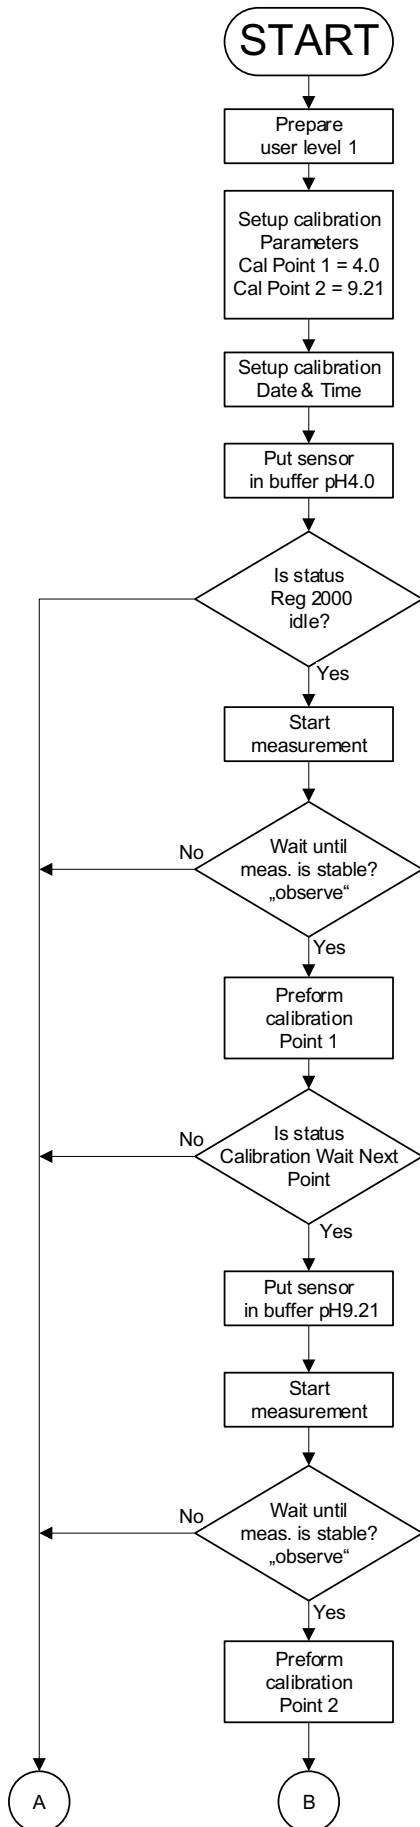 START
Prepare
user level 1
Setup calibration
Parameters
Cal Point 1 = 4.0
Cal Point 2 = 9.21
Setup calibration
Date & Time
Put sensor
in buffer pH4.0
Is status
Reg 2000
idle?
Yes
Start
measurement
No
Wait until
meas. is stable?
„observe“
Yes
Preform
calibration
Point 1
No
Is status
Calibration Wait Next
Point
Yes
Put sensor
in buffer pH9.21
Start
measurement
No
Wait until
meas. is stable?
„observe“
Yes
Preform
calibration
Point 2
A
B